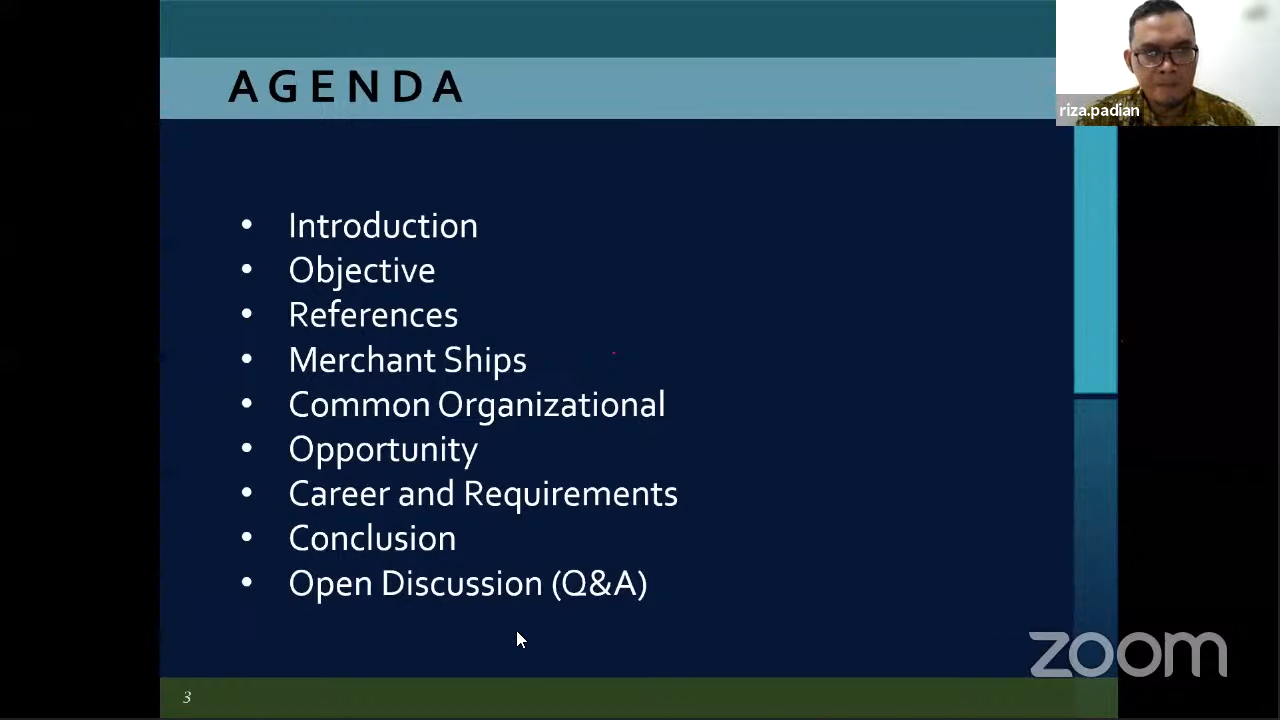 AGENDA
riza.padian
• Introduction
• Objective
• References
• Merchant Ships
• Common Organizational
• Opportunity
• Career and Requirements
• Conclusion
• Open Discussion (Q&A)
zoom
3